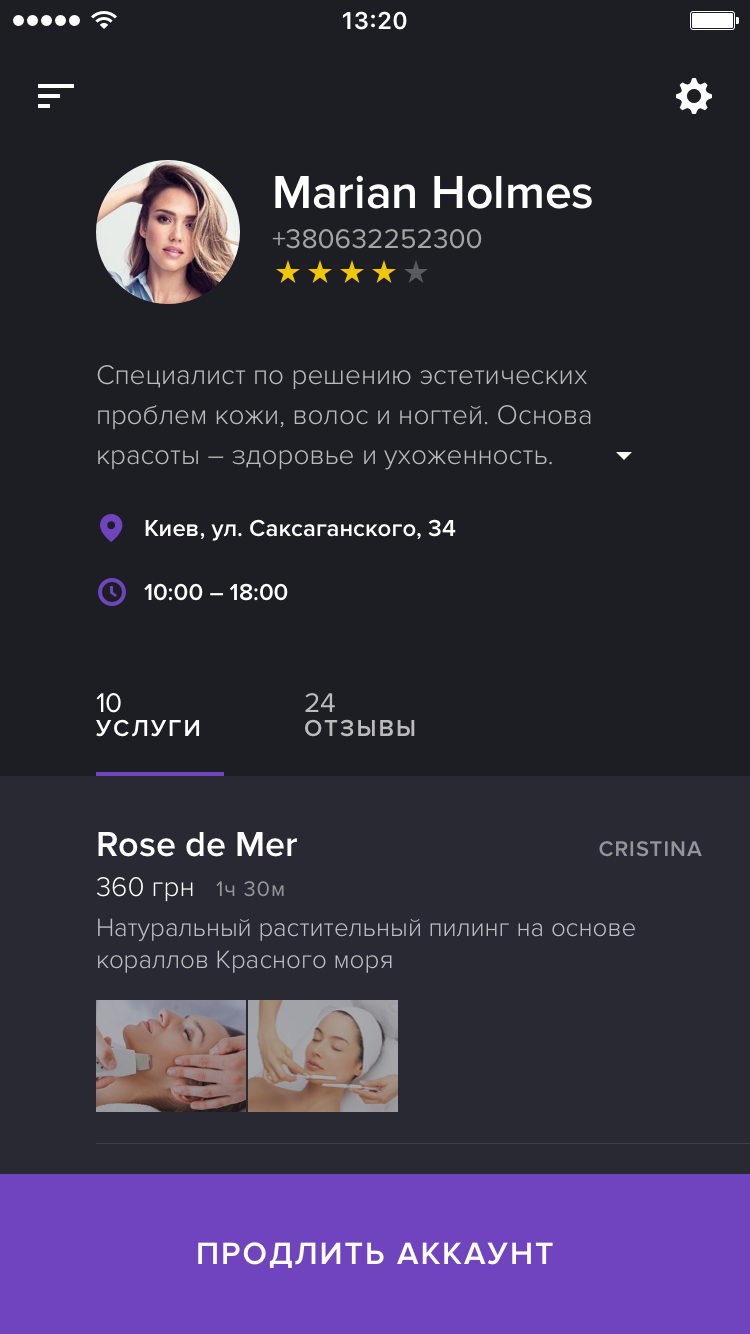 13:20
Marian Holmes
+380632252300
Специалист по решению эстетических
проблем кожи, волос и ногтей. Основа
красоты – здоровье и ухоженность.
Киев, ул. Саксаганского, 34
10:00 – 18:00
10
УСЛУГИ
24
ОТЗЫВЫ
Rose de Mer
CRISTINA
360 грн 1ч 30м
Натуральный растительный пилинг на основе
кораллов Красного моря
ПРОДЛИТЬ АККАУНТ